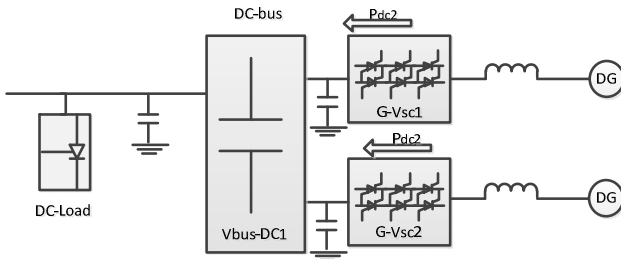 DC-bus
Pdc2
DG
G-Vsc1
Pdc2
DC-Load
DG
Vbus-DC1
G-Vsc2